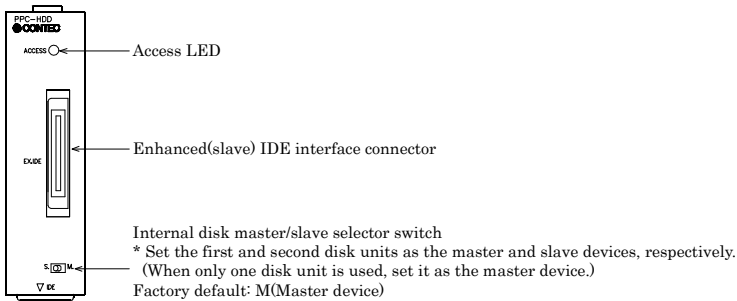 PPC-HDD
CONTEC
ACCESS
Access LED
EX.IDE
Enhanced(slave) IDE interface connector
Internal disk master/slave selector switch
* Set the first and second disk units as the master and slave devices, respectively.
(When only one disk unit is used, set it as the master device.)
S. M.
Factory default: M(Master device)
▽ IDE